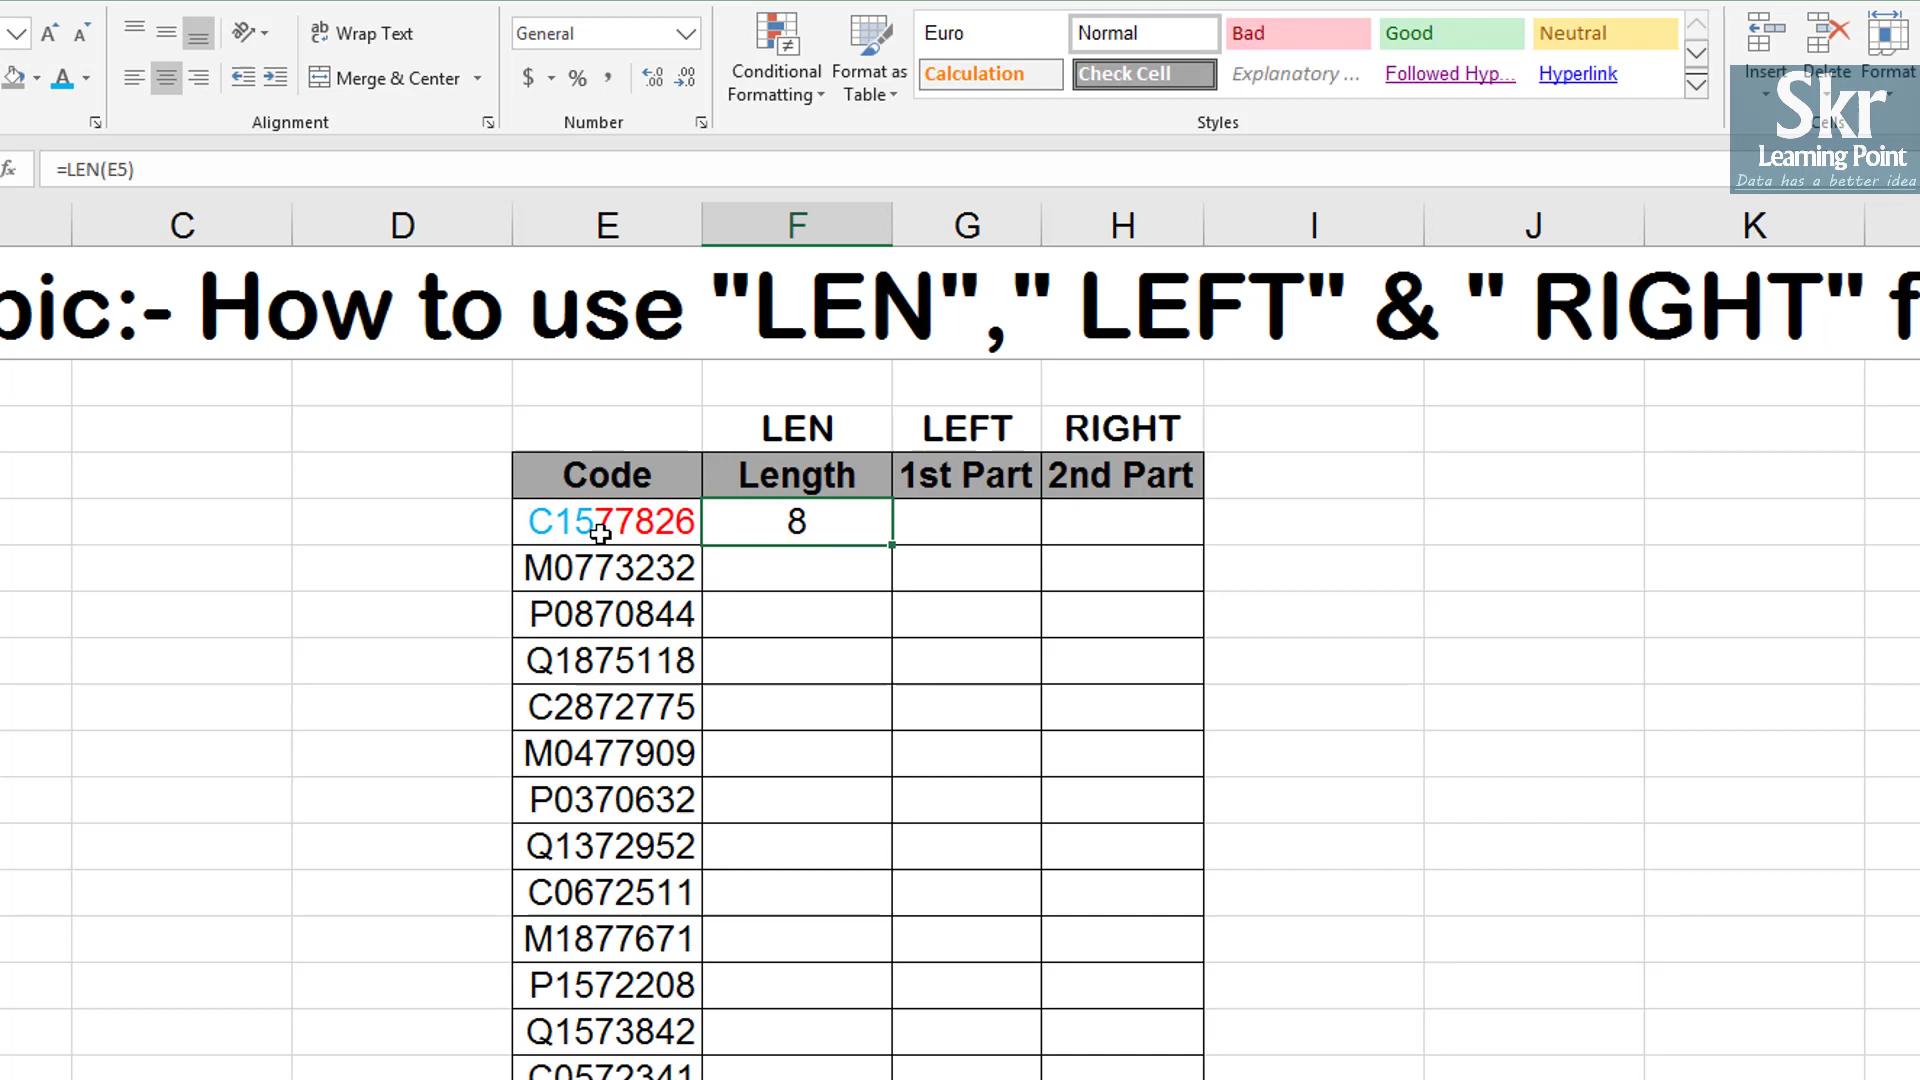 Wrap Text
General
Merge & Center
$ % ,
Conditional Formatting
Format as Table
Euro
Normal
Bad
Good
Neutral
Calculation
Check Cell
Explanatory ...
Followed Hyp...
Hyperlink
Insert
Delete
Format
Alignment
Number
Styles
Cells
Skr
Learning Point
Data has a better idea
fx
=LEN(E5)
C D E F G H I J K
pic:- How to use "LEN"," LEFT" & " RIGHT" f
LEN LEFT RIGHT
Code Length 1st Part 2nd Part
C1577826 8
M0773232
P0870844
Q1875118
C2872775
M0477909
P0370632
Q1372952
C0672511
M1877671
P1572208
Q1573842
C0572341